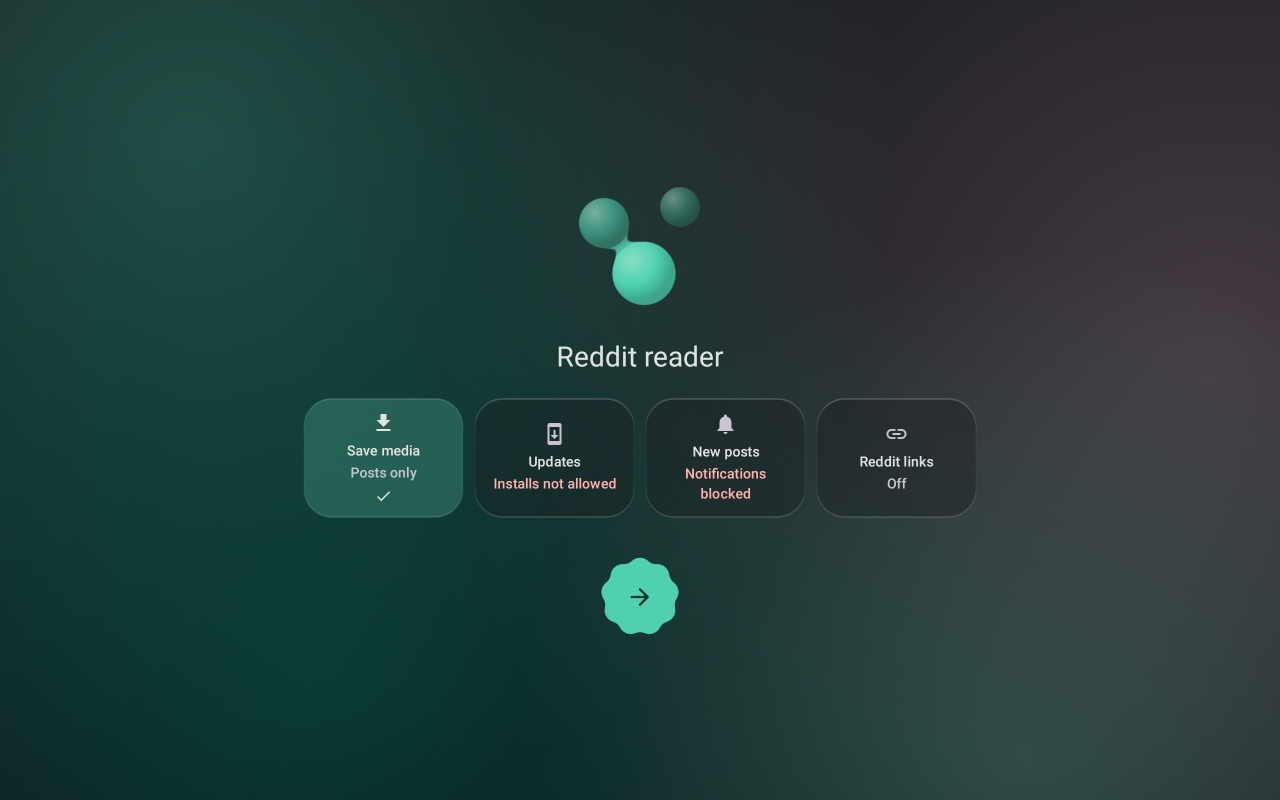 Reddit reader
Save media
Posts only
Updates
Installs not allowed
New posts
Notifications
blocked
Reddit links
Off